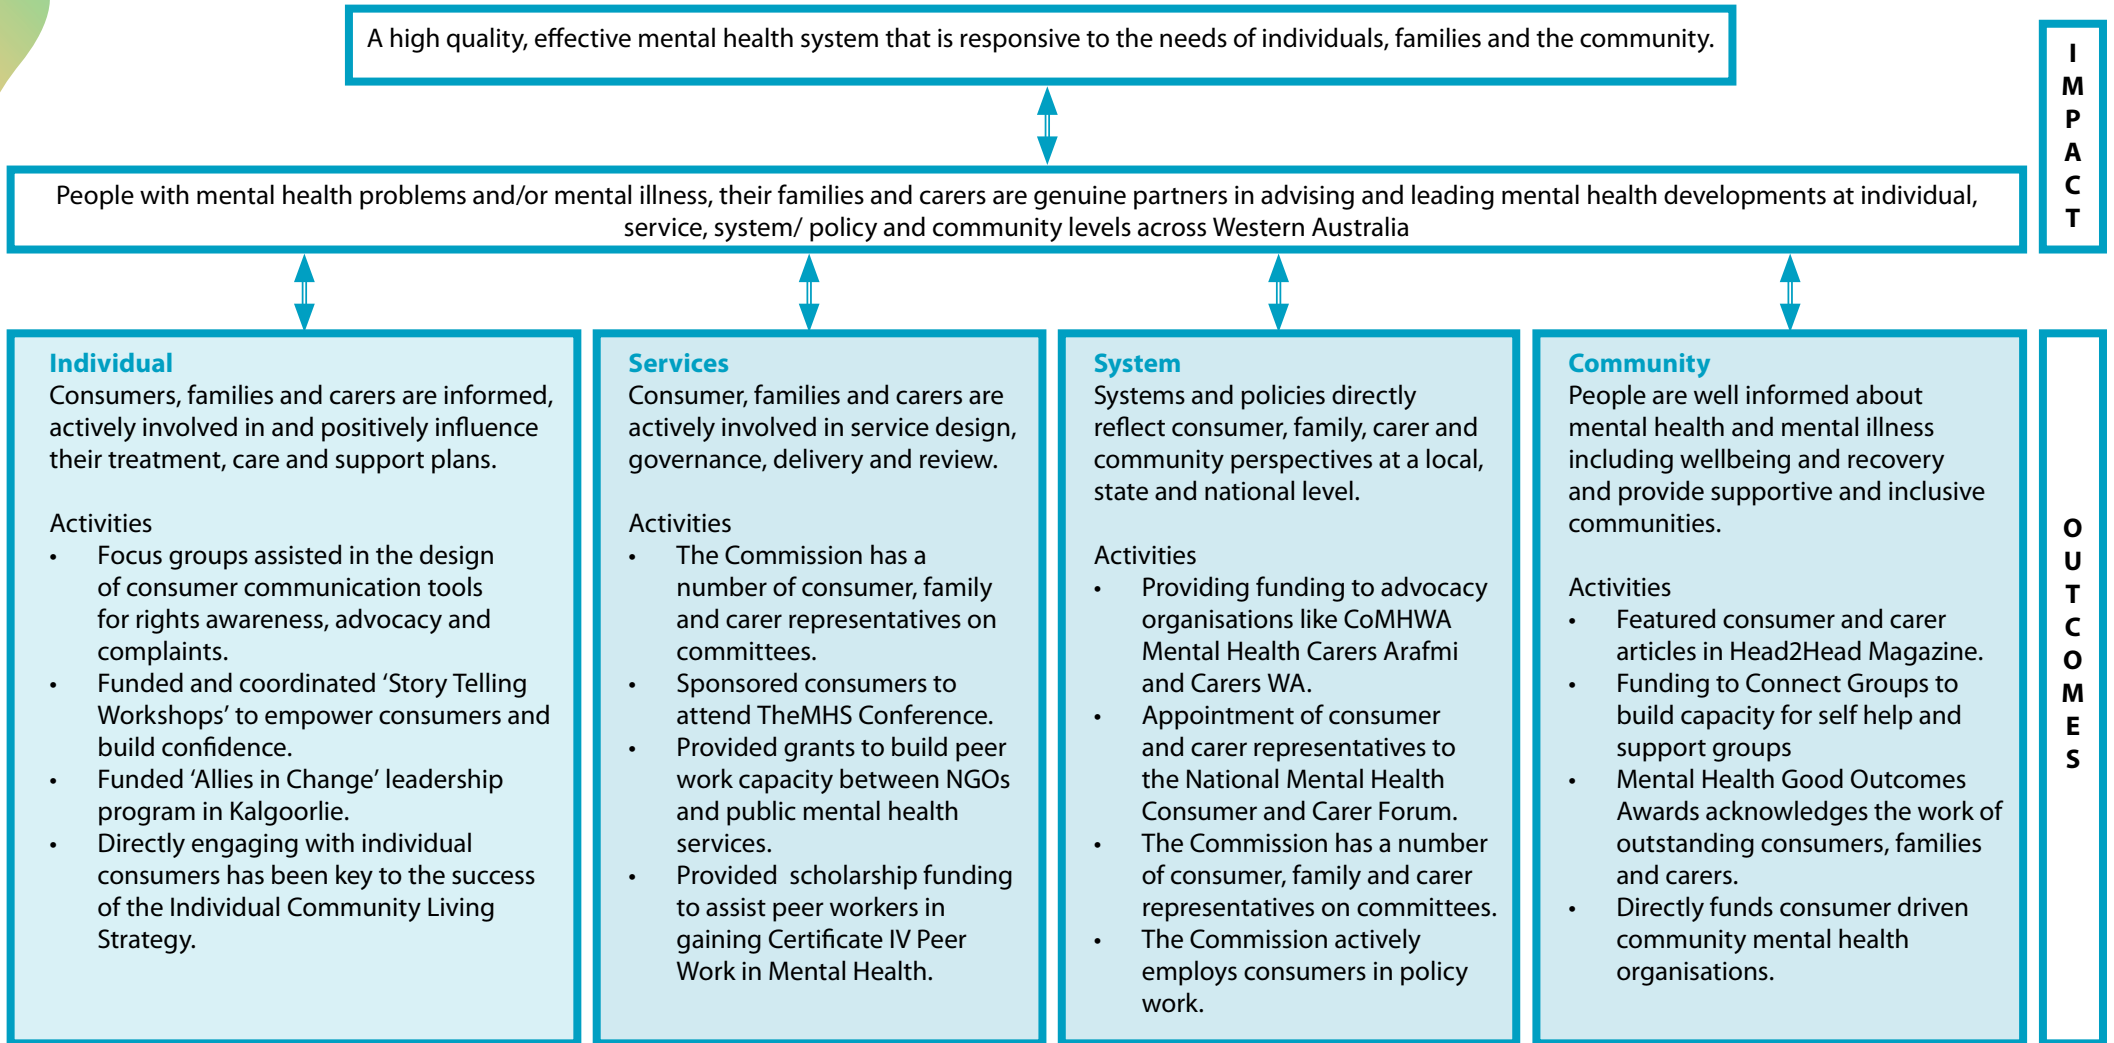 A high quality, effective mental health system that is responsive to the needs of individuals, families and the community.
IMPACT
People with mental health problems and/or mental illness, their families and carers are genuine partners in advising and leading mental health developments at individual,
service, system/ policy and community levels across Western Australia
Individual
Consumers, families and carers are informed,
actively involved in and positively influence
their treatment, care and support plans.
Activities
• Focus groups assisted in the design
of consumer communication tools
for rights awareness, advocacy and
complaints.
• Funded and coordinated ‘Story Telling
Workshops’ to empower consumers and
build confidence.
• Funded ‘Allies in Change’ leadership
program in Kalgoorlie.
• Directly engaging with individual
consumers has been key to the success
of the Individual Community Living
Strategy.
Services
Consumer, families and carers are
actively involved in service design,
governance, delivery and review.
Activities
• The Commission has a
number of consumer, family
and carer representatives on
committees.
• Sponsored consumers to
attend TheMHS Conference.
• Provided grants to build peer
work capacity between NGOs
and public mental health
services.
• Provided scholarship funding
to assist peer workers in
gaining Certificate IV Peer
Work in Mental Health.
System
Systems and policies directly
reflect consumer, family, carer and
community perspectives at a local,
state and national level.
Activities
• Providing funding to advocacy
organisations like CoMHWA
Mental Health Carers Arafmi
and Carers WA.
• Appointment of consumer
and carer representatives to
the National Mental Health
Consumer and Carer Forum.
• The Commission has a number
of consumer, family and carer
representatives on committees.
• The Commission actively
employs consumers in policy
work.
Community
People are well informed about
mental health and mental illness
including wellbeing and recovery
and provide supportive and inclusive
communities.
Activities
• Featured consumer and carer
articles in Head2Head Magazine.
• Funding to Connect Groups to
build capacity for self help and
support groups
• Mental Health Good Outcomes
Awards acknowledges the work of
outstanding consumers, families
and carers.
• Directly funds consumer driven
community mental health
organisations.
OUTCOMES